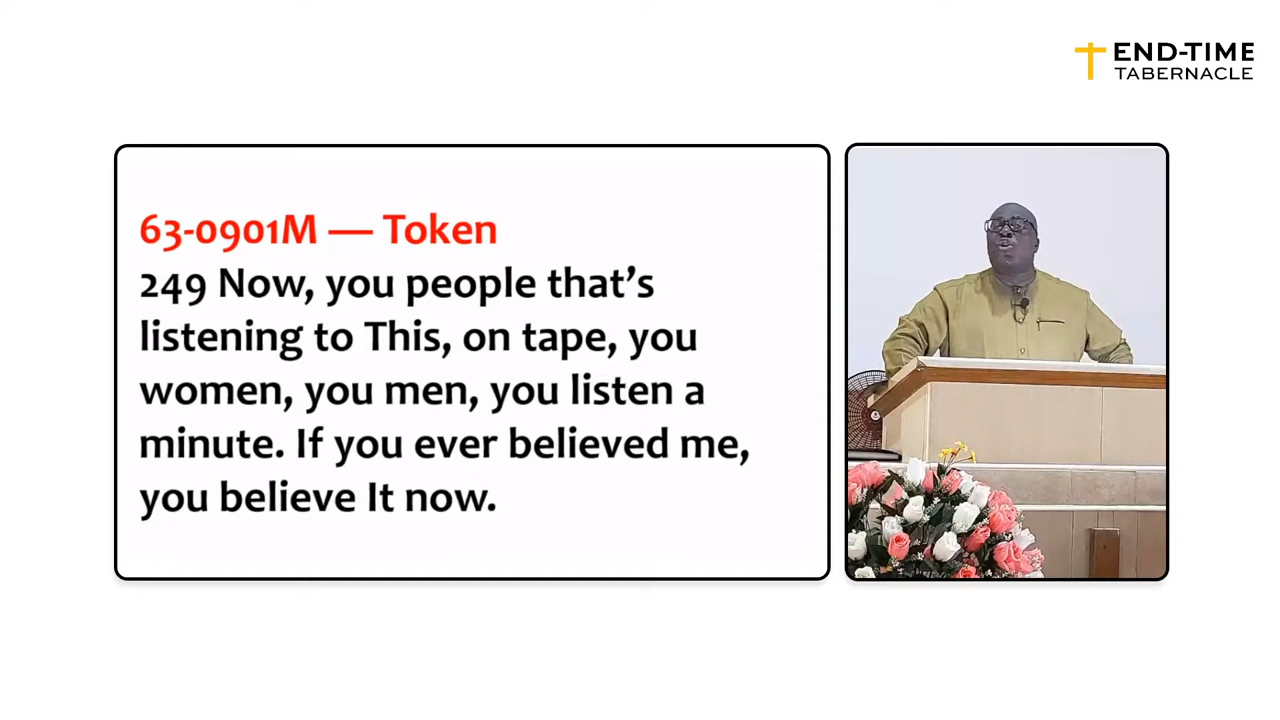 END-TIME
TABERNACLE
63-0901M — Token
249 Now, you people that’s
listening to This, on tape, you
women, you men, you listen a
minute. If you ever believed me,
you believe It now.